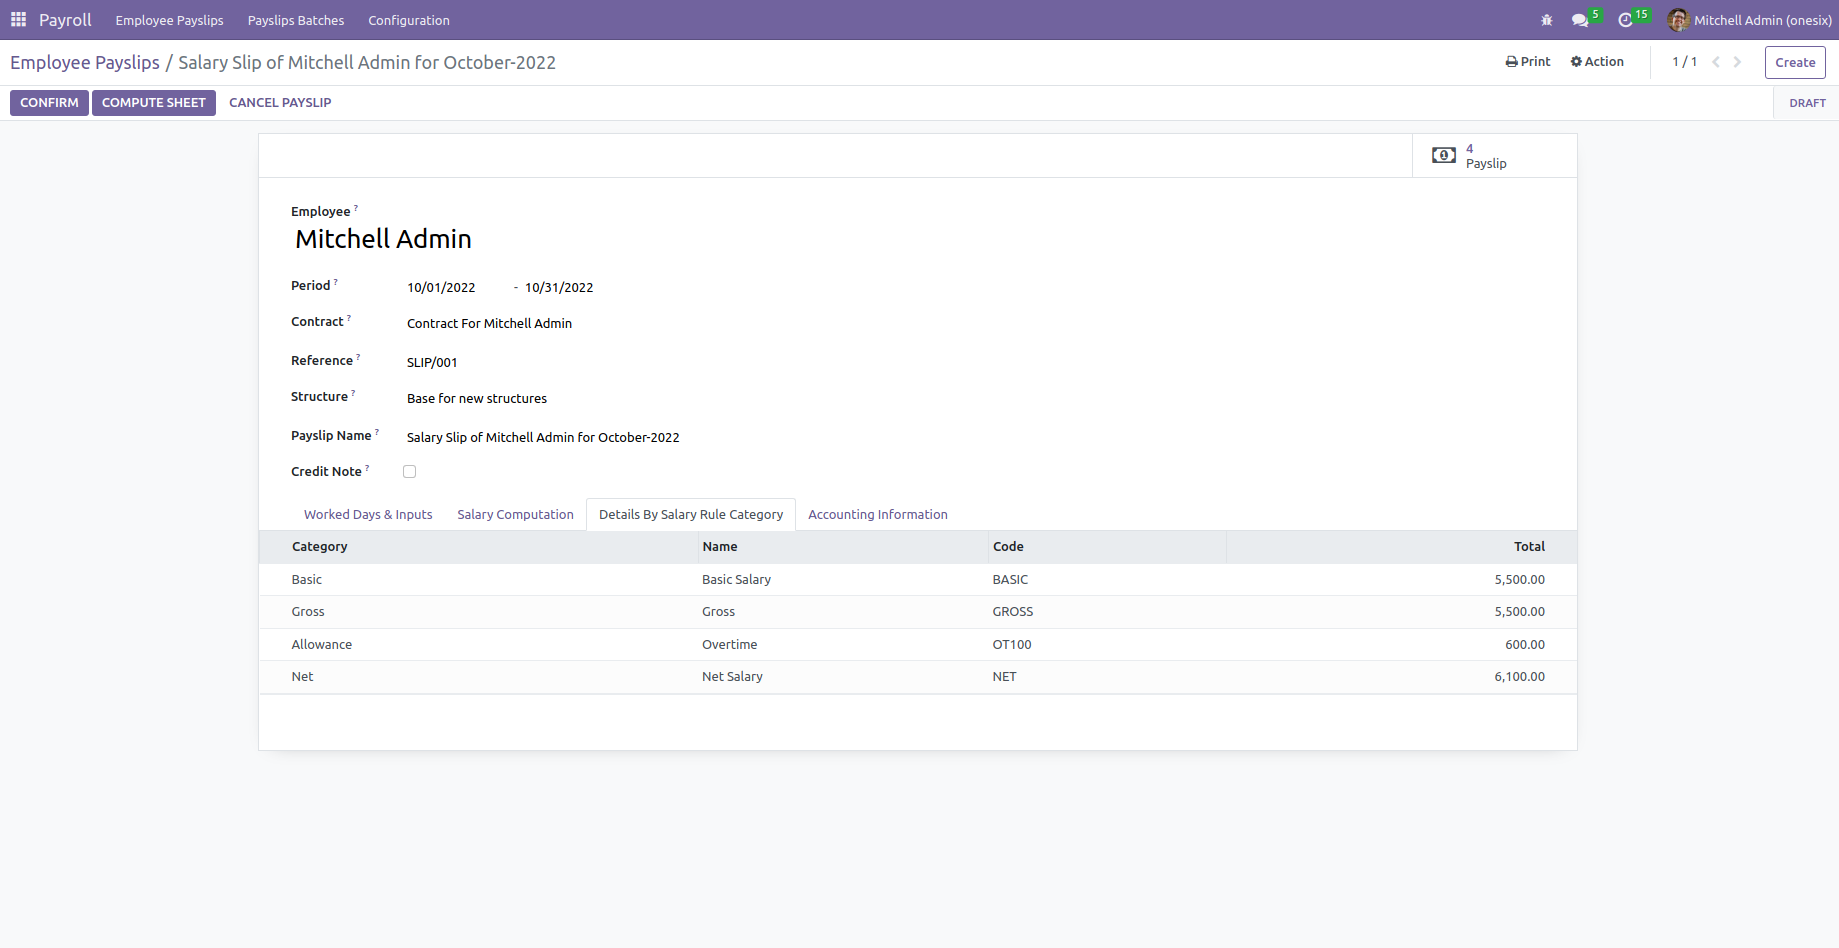 Payroll Employee Payslips Payslips Batches Configuration 5 15 Mitchell Admin (onesix)
Employee Payslips / Salary Slip of Mitchell Admin for October-2022 Print Action 1 / 1 Create
CONFIRM COMPUTE SHEET CANCEL PAYSLIP DRAFT
4
Payslip
Employee ?
Mitchell Admin
Period ? 10/01/2022 - 10/31/2022
Contract ? Contract For Mitchell Admin
Reference ? SLIP/001
Structure ? Base for new structures
Payslip Name ? Salary Slip of Mitchell Admin for October-2022
Credit Note ?
Worked Days & Inputs Salary Computation Details By Salary Rule Category Accounting Information
Category Name Code Total
Basic Basic Salary BASIC 5,500.00
Gross Gross GROSS 5,500.00
Allowance Overtime OT100 600.00
Net Net Salary NET 6,100.00